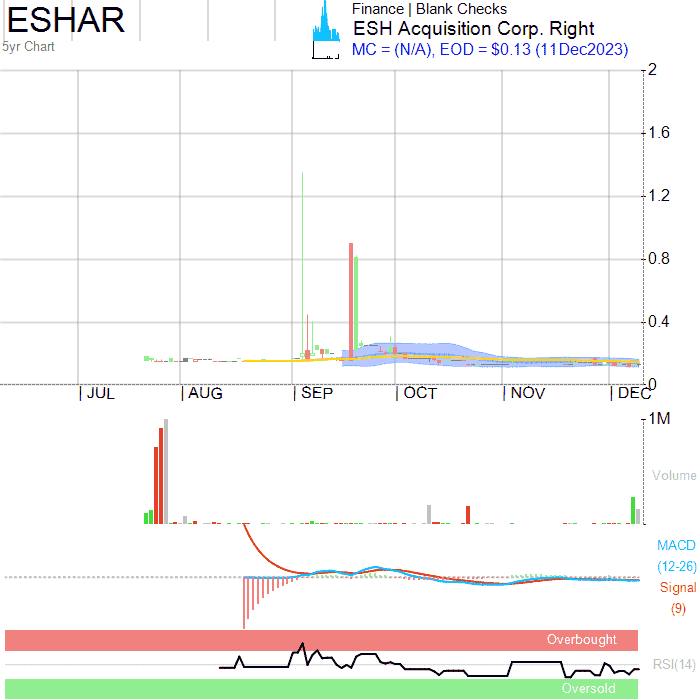 ESHAR
5yr Chart
Finance | Blank Checks
ESH Acquisition Corp. Right
MC = (N/A), EOD = $0.13 (11Dec2023)
2
1.6
1.2
0.8
0.4
0
JUL AUG SEP OCT NOV DEC
1M
Volume
MACD
(12-26)
Signal
(9)
Overbought
RSI(14)
Oversold